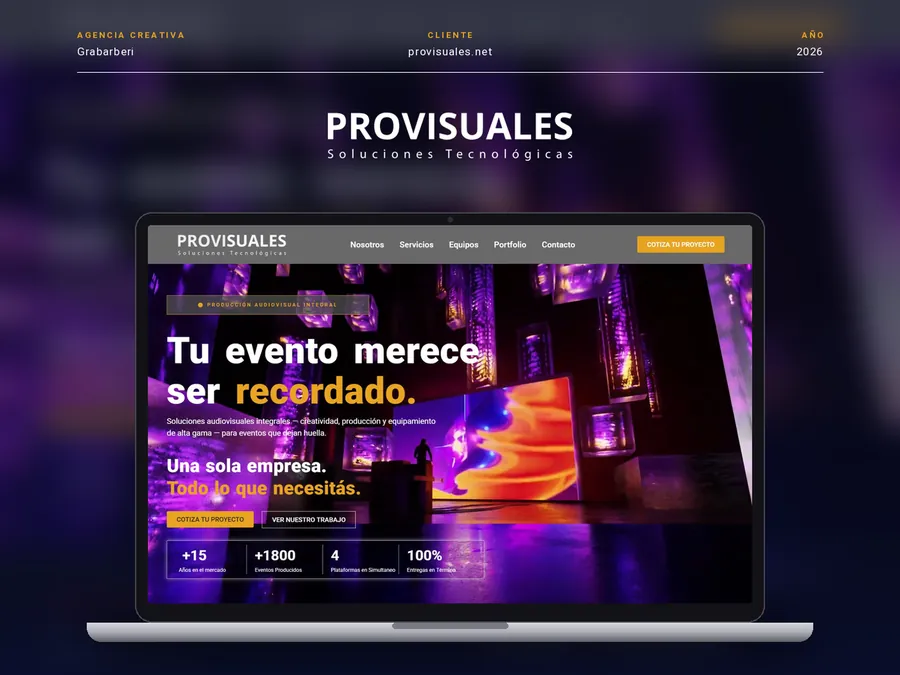 AGENCIA CREATIVA
Grabarberi
CLIENTE
provisuales.net
AÑO
2026
PROVISUALES
Soluciones Tecnológicas
PROVISUALES
Soluciones Tecnológicas
Nosotros Servicios Equipos Portfolio Contacto
COTIZA TU PROYECTO
PRODUCCIÓN AUDIOVISUAL INTEGRAL
Tu evento merece
ser recordado.
Soluciones audiovisuales integrales — creatividad, producción y equipamiento
de alta gama — para eventos que dejan huella.
Una sola empresa.
Todo lo que necesitás.
COTIZA TU PROYECTO
VER NUESTRO TRABAJO
+15
Años en el mercado
+1800
Eventos Producidos
4
Plataformas en Simultaneo
100%
Entregas en Término